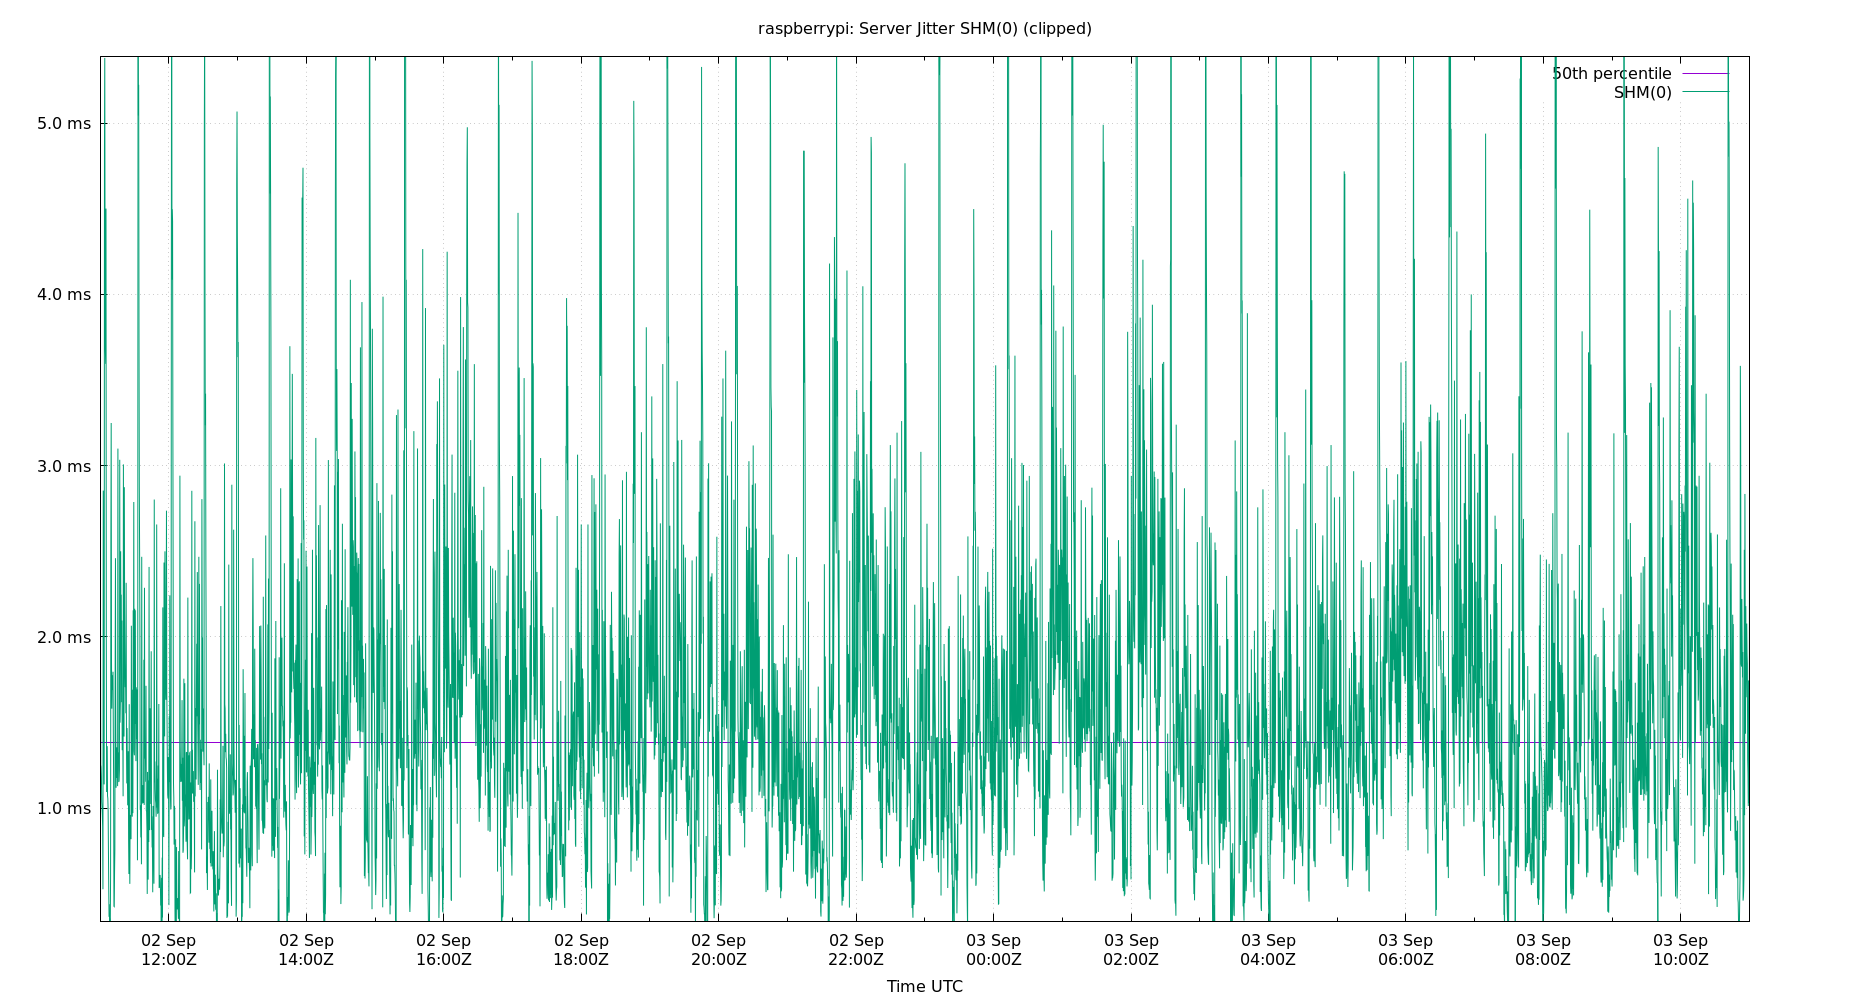 raspberrypi: Server Jitter SHM(0) (clipped)
50th percentile
SHM(0)
5.0 ms
4.0 ms
3.0 ms
2.0 ms
1.0 ms
02 Sep 02 Sep 02 Sep 02 Sep 02 Sep 02 Sep 03 Sep 03 Sep 03 Sep 03 Sep 03 Sep 03 Sep
12:00Z 14:00Z 16:00Z 18:00Z 20:00Z 22:00Z 00:00Z 02:00Z 04:00Z 06:00Z 08:00Z 10:00Z
Time UTC